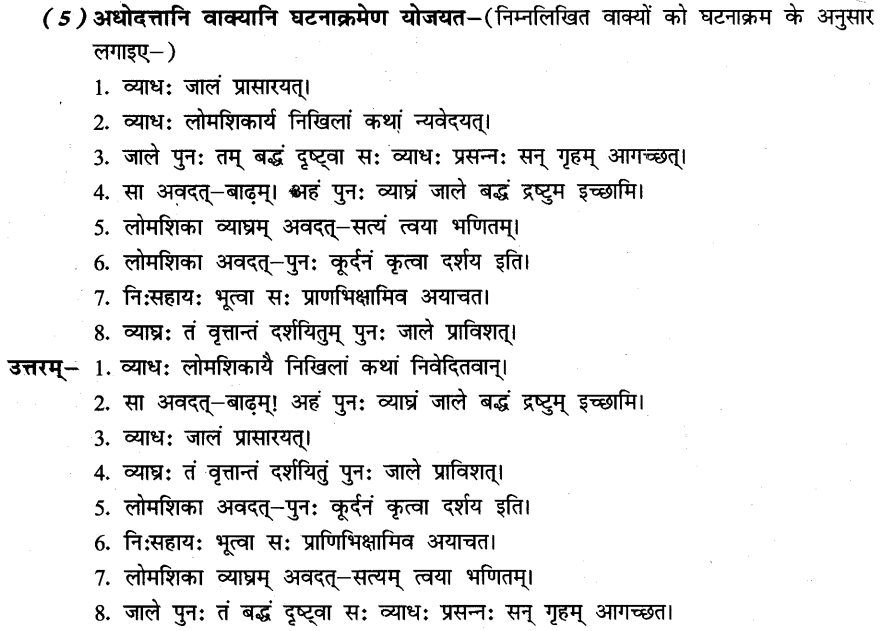 (5) अधोदत्तानि वाक्यानि घटनाक्रमेण योजयत–(निम्नलिखित वाक्यों को घटनाक्रम के अनुसार
लगाइए–)
1. व्याधः जालं प्रासारयत्।
2. व्याधः लोमशिकार्य निखिलां कथां न्यवेदयत्।
3. जाले पुनः तम् बद्धं दृष्ट्वा सः व्याधः प्रसन्नः सन् गृहम् आगच्छत्।
4. सा अवदत्–बाढ़म्। अहं पुनः व्याघ्रं जाले बद्धं द्रष्टुम इच्छामि।
5. लोमशिका व्याघ्रम् अवदत्–सत्यं त्वया भणितम्।
6. लोमशिका अवदत्–पुनः कूर्दनं कृत्वा दर्शय इति।
7. निःसहायः भूत्वा सः प्राणभिक्षामिव अयाचत।
8. व्याघ्रः तं वृत्तान्तं दर्शयितुम् पुनः जाले प्राविशत्।
उत्तरम्– 1. व्याधः लोमशिकायै निखिलां कथां निवेदितवान्।
2. सा अवदत्–बाढ़म्! अहं पुनः व्याघ्रं जाले बद्धं द्रष्टुम् इच्छामि।
3. व्याधः जालं प्रासारयत्।
4. व्याघ्रः तं वृत्तान्तं दर्शयितुं पुनः जाले प्राविशत्।
5. लोमशिका अवदत्–पुनः कूर्दनं कृत्वा दर्शय इति।
6. निःसहायः भूत्वा सः प्राणिभिक्षामिव अयाचत।
7. लोमशिका व्याघ्रम् अवदत्–सत्यम् त्वया भणितम्।
8. जाले पुनः तं बद्धं दृष्ट्वा सः व्याधः प्रसन्नः सन् गृहम् आगच्छत।